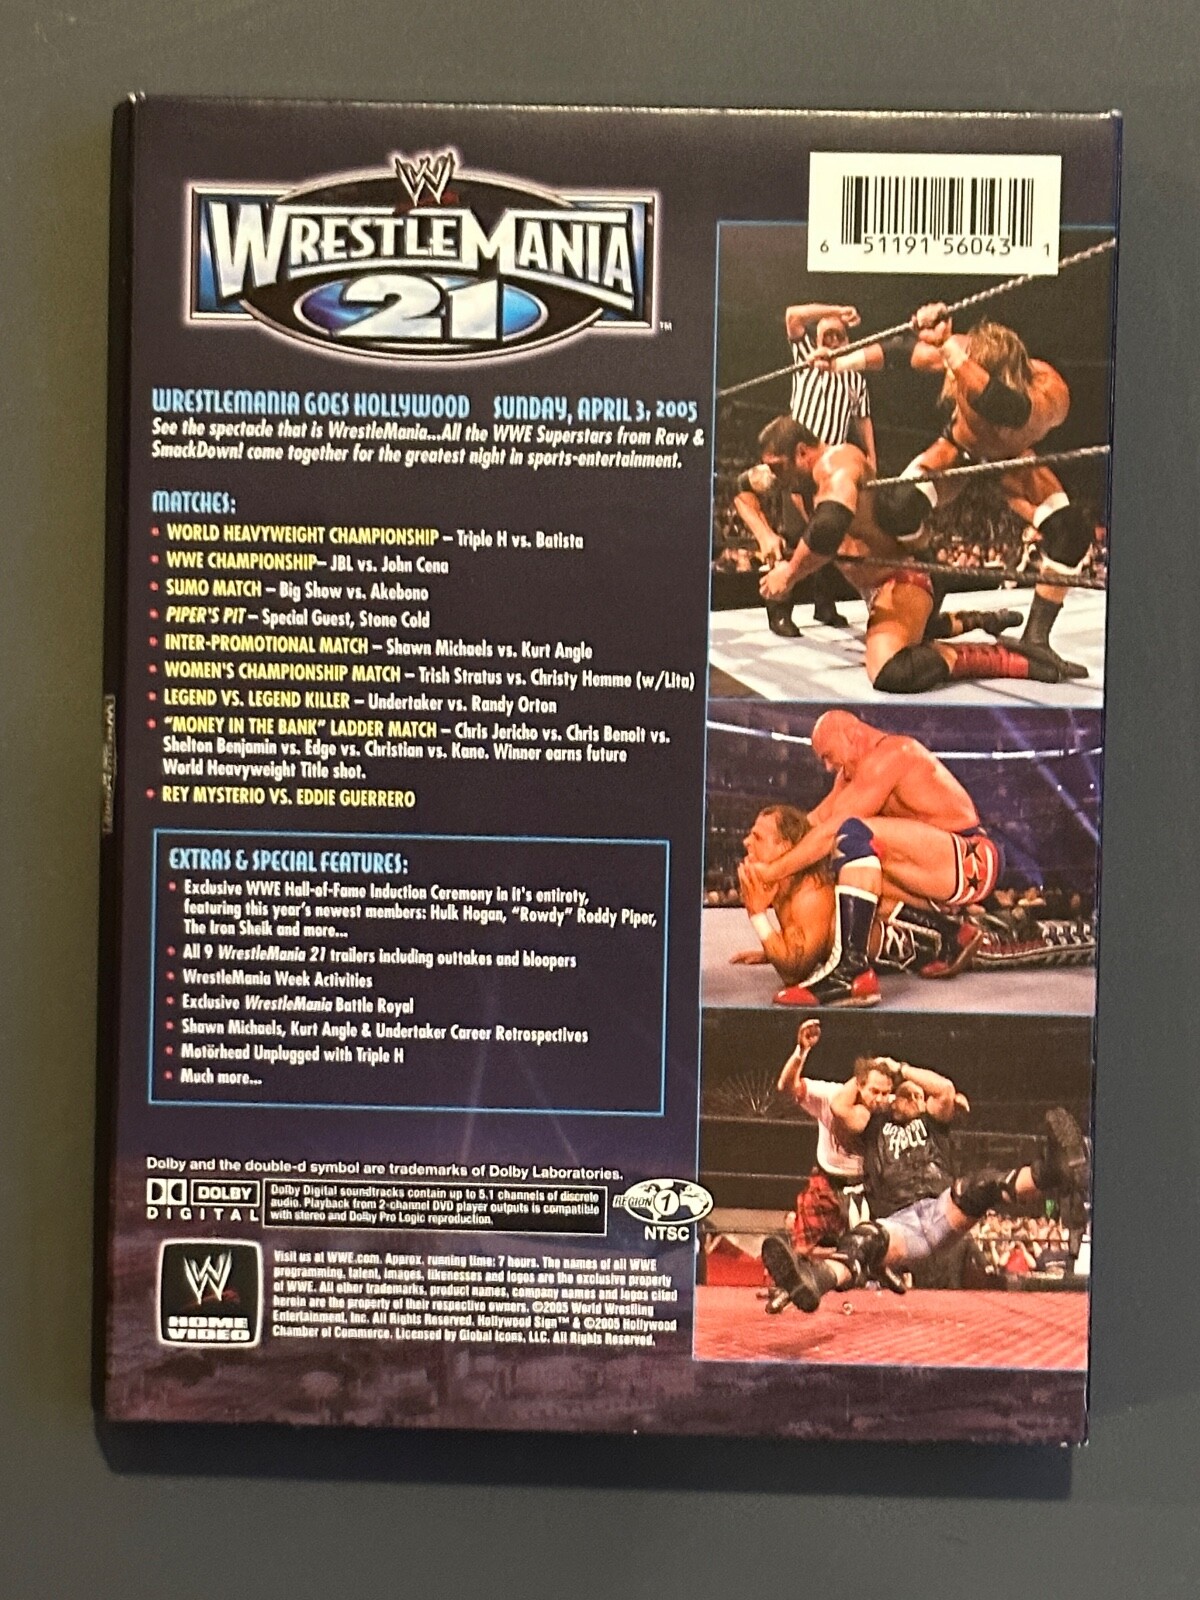 W
WRESTLEMANIA
21
™
6 51191 56043 1
WRESTLEMANIA GOES HOLLYWOOD SUNDAY, APRIL 3, 2005
See the spectacle that is WrestleMania...All the WWE Superstars from Raw &
SmackDown! come together for the greatest night in sports-entertainment.
MATCHES:
• WORLD HEAVYWEIGHT CHAMPIONSHIP – Triple H vs. Batista
• WWE CHAMPIONSHIP– JBL vs. John Cena
• SUMO MATCH – Big Show vs. Akebono
• PIPER'S PIT – Special Guest, Stone Cold
• INTER-PROMOTIONAL MATCH – Shawn Michaels vs. Kurt Angle
• WOMEN'S CHAMPIONSHIP MATCH – Trish Stratus vs. Christy Hemme (w/Lita)
• LEGEND VS. LEGEND KILLER – Undertaker vs. Randy Orton
• "MONEY IN THE BANK" LADDER MATCH – Chris Jericho vs. Chris Benoit vs.
Shelton Benjamin vs. Edge vs. Christian vs. Kane. Winner earns future
World Heavyweight Title shot.
• REY MYSTERIO VS. EDDIE GUERRERO
EXTRAS & SPECIAL FEATURES:
• Exclusive WWE Hall-of-Fame Induction Ceremony in it's entirety,
featuring this year's newest members: Hulk Hogan, "Rowdy" Roddy Piper,
The Iron Sheik and more...
• All 9 WrestleMania 21 trailers including outtakes and bloopers
• WrestleMania Week Activities
• Exclusive WrestleMania Battle Royal
• Shawn Michaels, Kurt Angle & Undertaker Career Retrospectives
• Motörhead Unplugged with Triple H
• Much more...
Dolby and the double-d symbol are trademarks of Dolby Laboratories.
DOLBY
DIGITAL
Dolby Digital soundtracks contain up to 5.1 channels of discrete
audio. Playback from 2-channel DVD player outputs is compatible
with stereo and Dolby Pro Logic reproduction.
REGION 1
NTSC
W
HOME
VIDEO
Visit us at WWE.com. Approx. running time: 7 hours. The names of all WWE
programming, talent, images, likenesses and logos are the exclusive property
of WWE. All other trademarks, product names, company names and logos cited
herein are the property of their respective owners. ©2005 World Wrestling
Entertainment, Inc. All Rights Reserved. Hollywood Sign™ & ©2005 Hollywood
Chamber of Commerce. Licensed by Global Icons, LLC. All Rights Reserved.